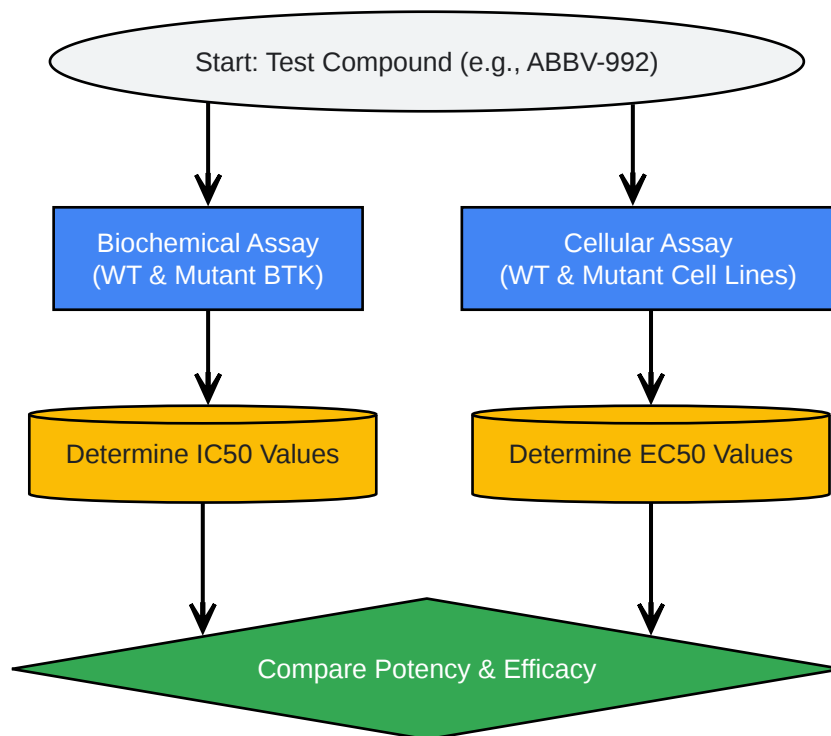 Start: Test Compound (e.g., ABBV-992)
Biochemical Assay
(WT & Mutant BTK)
Cellular Assay
(WT & Mutant Cell Lines)
Determine IC50 Values
Determine EC50 Values
Compare Potency & Efficacy